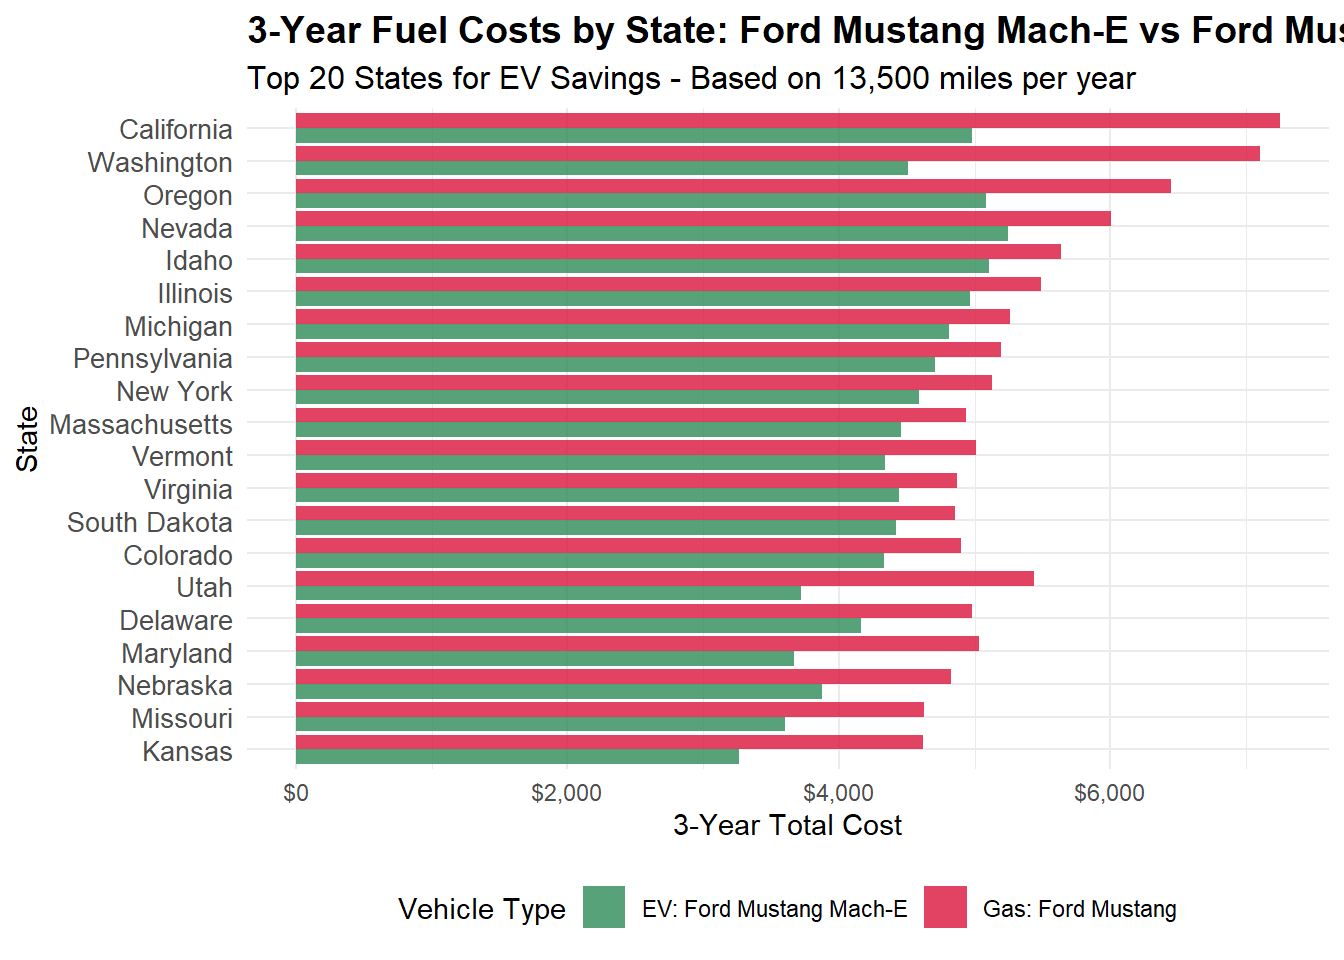 3-Year Fuel Costs by State: Ford Mustang Mach-E vs Ford Mus
Top 20 States for EV Savings - Based on 13,500 miles per year
State
California
Washington
Oregon
Nevada
Idaho
Illinois
Michigan
Pennsylvania
New York
Massachusetts
Vermont
Virginia
South Dakota
Colorado
Utah
Delaware
Maryland
Nebraska
Missouri
Kansas
$0 $2,000 $4,000 $6,000
3-Year Total Cost
Vehicle Type EV: Ford Mustang Mach-E Gas: Ford Mustang